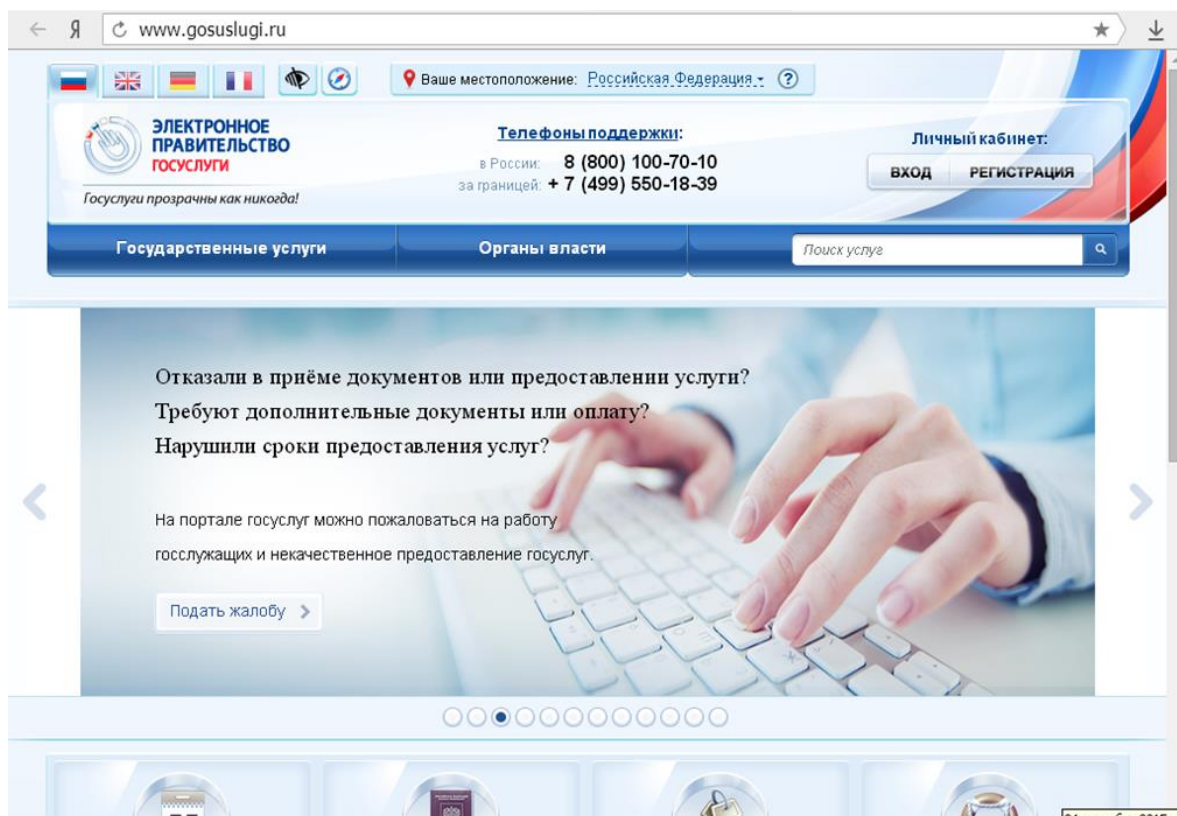 Я www.gosuslugi.ru
Ваше местоположение: Российская Федерация ?
ЭЛЕКТРОННОЕ
ПРАВИТЕЛЬСТВО
ГОСУСЛУГИ
Госуслуги прозрачны как никогда!
Телефоны поддержки:
в России: 8 (800) 100-70-10
за границей: + 7 (499) 550-18-39
Личный кабинет:
ВХОД РЕГИСТРАЦИЯ
Государственные услуги Органы власти Поиск услуг
Отказали в приёме документов или предоставлении услуги?
Требуют дополнительные документы или оплату?
Нарушили сроки предоставления услуг?
На портале госуслуг можно пожаловаться на работу
госслужащих и некачественное предоставление госуслуг.
Подать жалобу